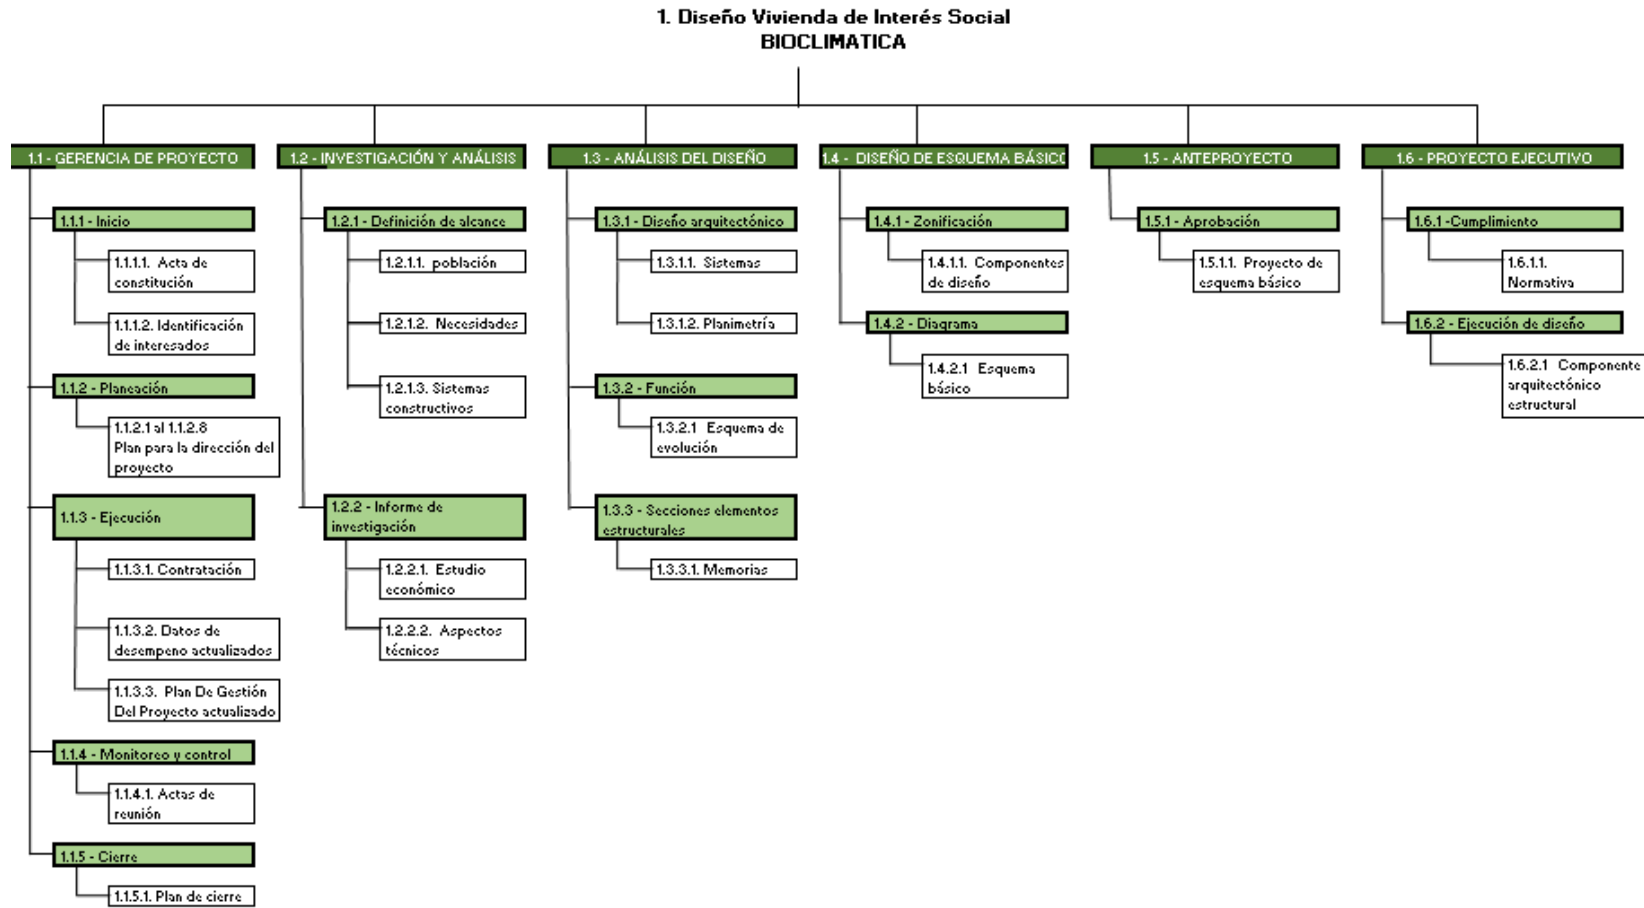 1. Diseño Vivienda de Interés Social
BIOCLIMATICA
1.1 - GERENCIA DE PROYECTO
1.1.1 - Inicio
1.1.1.1. Acta de
constitución
1.1.1.2. Identificación
de interesados
1.1.2 - Planeación
1.1.2.1 al 1.1.2.8
Plan para la dirección del
proyecto
1.1.3 - Ejecución
1.1.3.1. Contratación
1.1.3.2. Datos de
desempeno actualizados
1.1.3.3. Plan De Gestión
Del Proyecto actualizado
1.1.4 - Monitoreo y control
1.1.4.1. Actas de
reunión
1.1.5 - Cierre
1.1.5.1. Plan de cierre
1.2 - INVESTIGACIÓN Y ANÁLISIS
1.2.1 - Definición de alcance
1.2.1.1. población
1.2.1.2. Necesidades
1.2.1.3. Sistemas
constructivos
1.2.2 - Informe de
investigación
1.2.2.1. Estudio
económico
1.2.2.2. Aspectos
técnicos
1.3 - ANÁLISIS DEL DISEÑO
1.3.1 - Diseño arquitectónico
1.3.1.1. Sistemas
1.3.1.2. Planimetría
1.3.2 - Función
1.3.2.1 Esquema de
evolución
1.3.3 - Secciones elementos
estructurales
1.3.3.1. Memorias
1.4 - DISEÑO DE ESQUEMA BÁSICO
1.4.1 - Zonificación
1.4.1.1. Componentes
de diseño
1.4.2 - Diagrama
1.4.2.1 Esquema
básico
1.5 - ANTEPROYECTO
1.5.1 - Aprobación
1.5.1.1. Proyecto de
esquema básico
1.6 - PROYECTO EJECUTIVO
1.6.1 -Cumplimiento
1.6.1.1.
Normativa
1.6.2 - Ejecución de diseño
1.6.2.1 Componente
arquitectónico
estructural